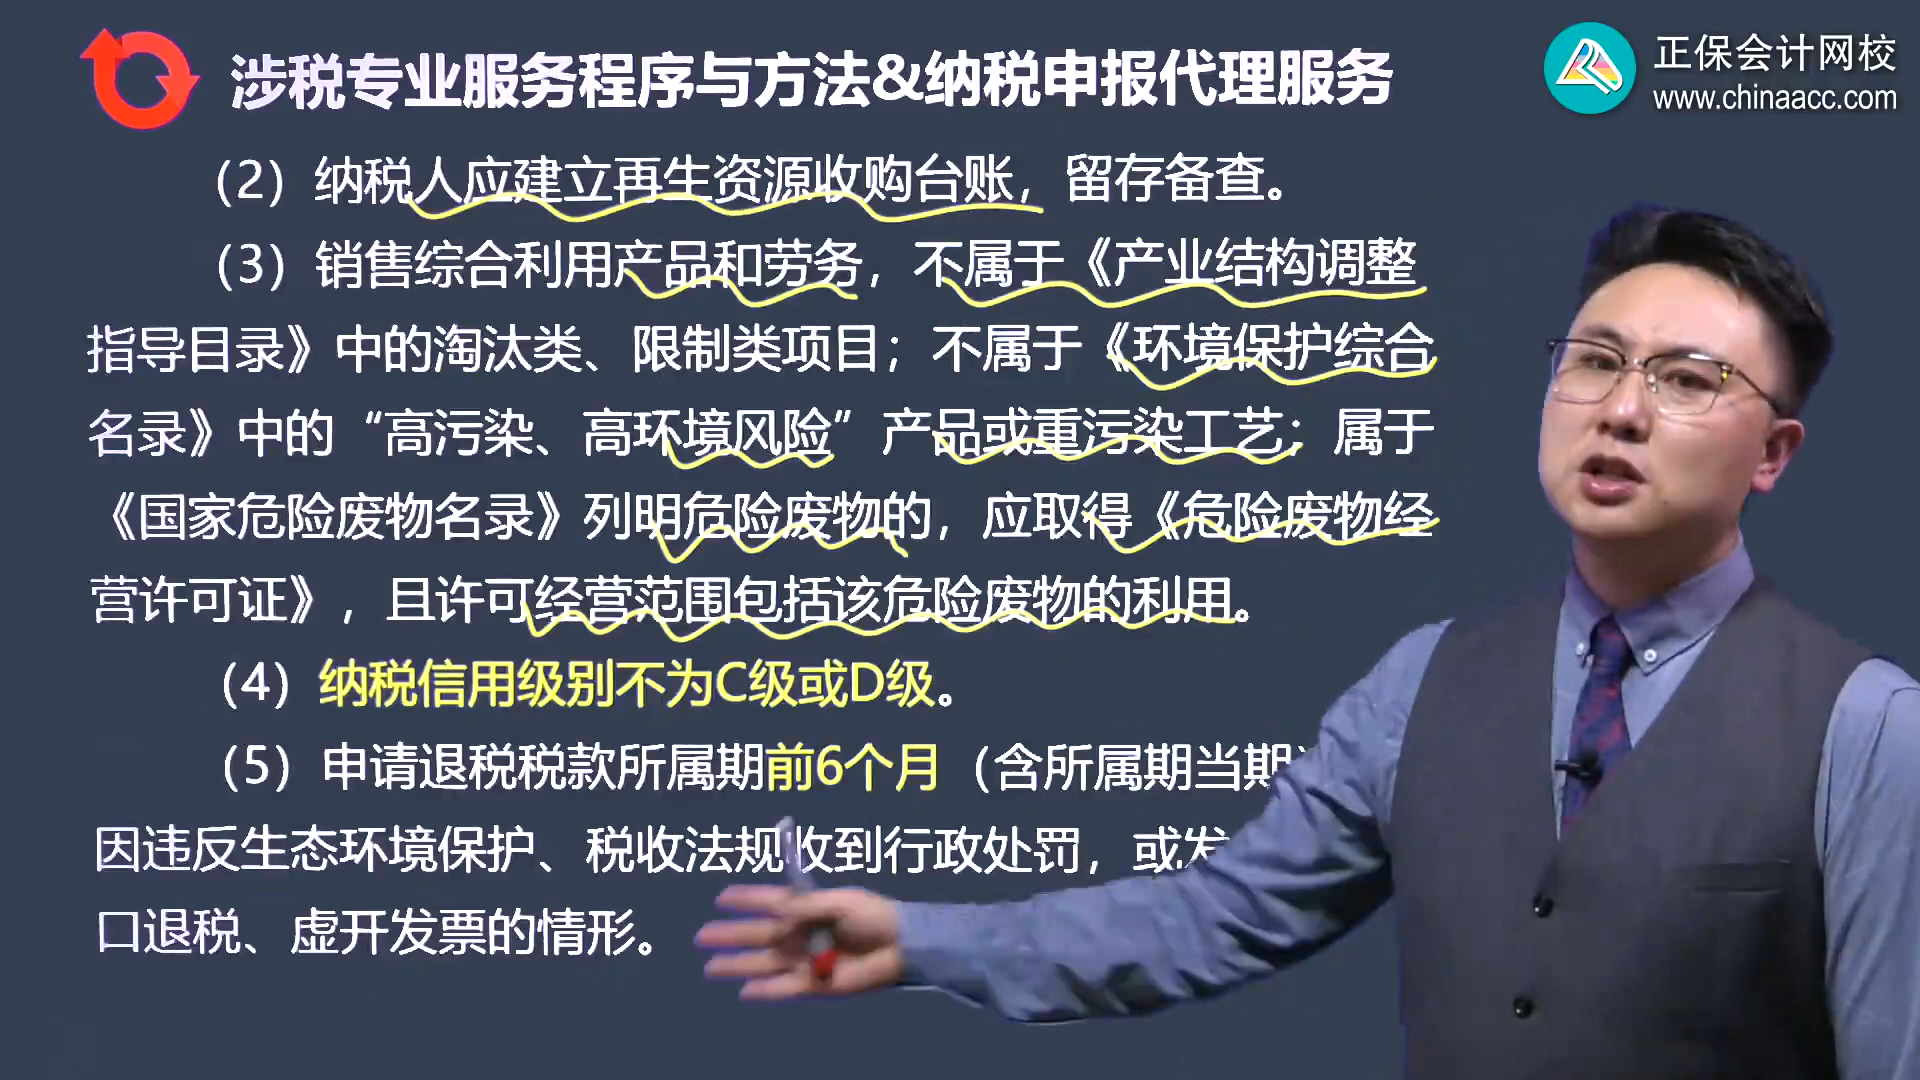 涉税专业服务程序与方法&纳税申报代理服务
正保会计网校
www.chinaacc.com
（2）纳税人应建立再生资源收购台账，留存备查。
（3）销售综合利用产品和劳务，不属于《产业结构调整
指导目录》中的淘汰类、限制类项目；不属于《环境保护综合
名录》中的“高污染、高环境风险”产品或重污染工艺；属于
《国家危险废物名录》列明危险废物的，应取得《危险废物经
营许可证》，且许可经营范围包括该危险废物的利用。
（4）纳税信用级别不为C级或D级。
（5）申请退税税款所属期前6个月（含所属期当期
因违反生态环境保护、税收法规收到行政处罚，或发
口退税、虚开发票的情形。